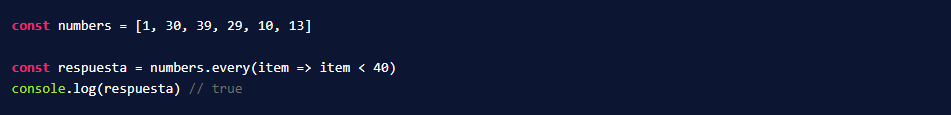 const numbers = [1, 30, 39, 29, 10, 13]
const respuesta = numbers.every(item => item < 40)
console.log(respuesta) // true